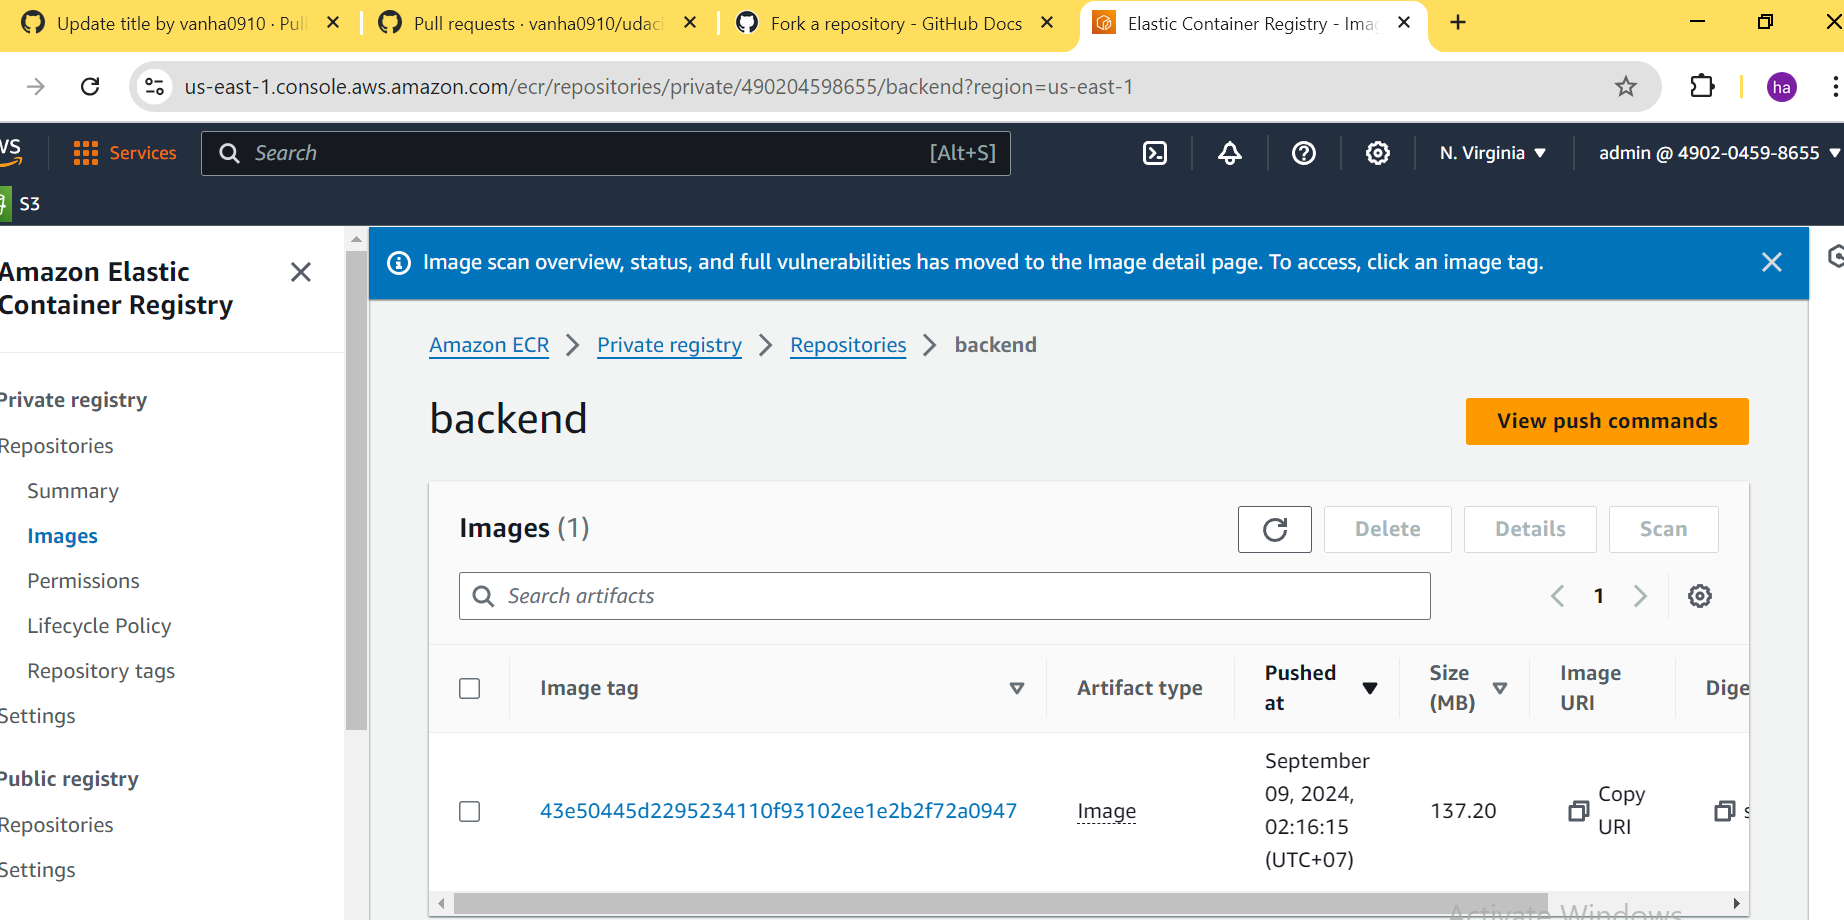 Update title by vanha0910 · Pull
Pull requests · vanha0910/udaci
Fork a repository - GitHub Docs
Elastic Container Registry - Imag
us-east-1.console.aws.amazon.com/ecr/repositories/private/490204598655/backend?region=us-east-1
ha
Services
Search
[Alt+S]
N. Virginia
admin @ 4902-0459-8655
S3
Amazon Elastic
Container Registry
Private registry
Repositories
Summary
Images
Permissions
Lifecycle Policy
Repository tags
Settings
Public registry
Repositories
Settings
Image scan overview, status, and full vulnerabilities has moved to the Image detail page. To access, click an image tag.
Amazon ECR > Private registry > Repositories > backend
backend
View push commands
Images (1)
Delete
Details
Scan
Search artifacts
1
Image tag
Artifact type
Pushed
at
Size
(MB)
Image
URI
Dige
43e50445d2295234110f93102ee1e2b2f72a0947
Image
September
09, 2024,
02:16:15
(UTC+07)
137.20
Copy
URI
s
Activate Windows